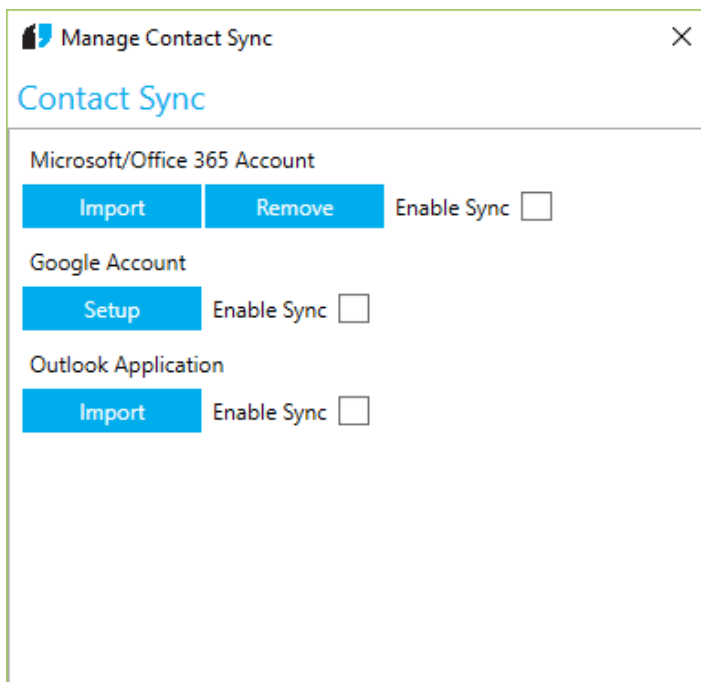 Manage Contact Sync
Contact Sync
Microsoft/Office 365 Account
Import Remove Enable Sync
Google Account
Setup Enable Sync
Outlook Application
Import Enable Sync